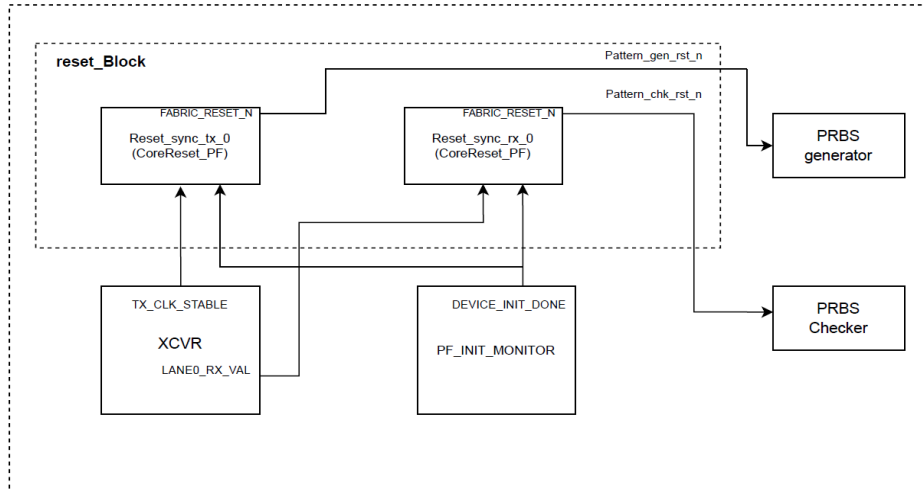 reset_Block
Pattern_gen_rst_n
Pattern_chk_rst_n
FABRIC_RESET_N
Reset_sync_tx_0
(CoreReset_PF)
FABRIC_RESET_N
Reset_sync_rx_0
(CoreReset_PF)
PRBS
generator
TX_CLK_STABLE
XCVR
LANE0_RX_VAL
DEVICE_INIT_DONE
PF_INIT_MONITOR
PRBS
Checker